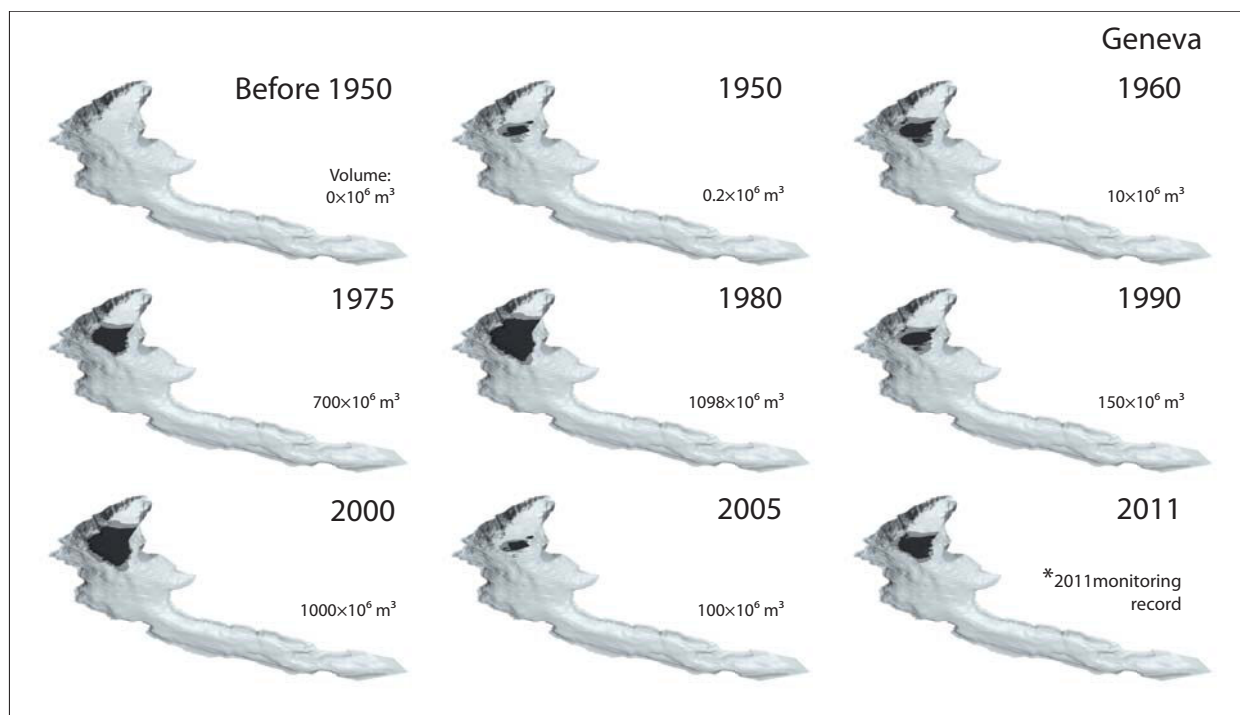 Geneva
Before 1950
Volume:
0×10⁶ m³
1950
0.2×10⁶ m³
1960
10×10⁶ m³
1975
700×10⁶ m³
1980
1098×10⁶ m³
1990
150×10⁶ m³
2000
1000×10⁶ m³
2005
100×10⁶ m³
2011
*2011monitoring
record